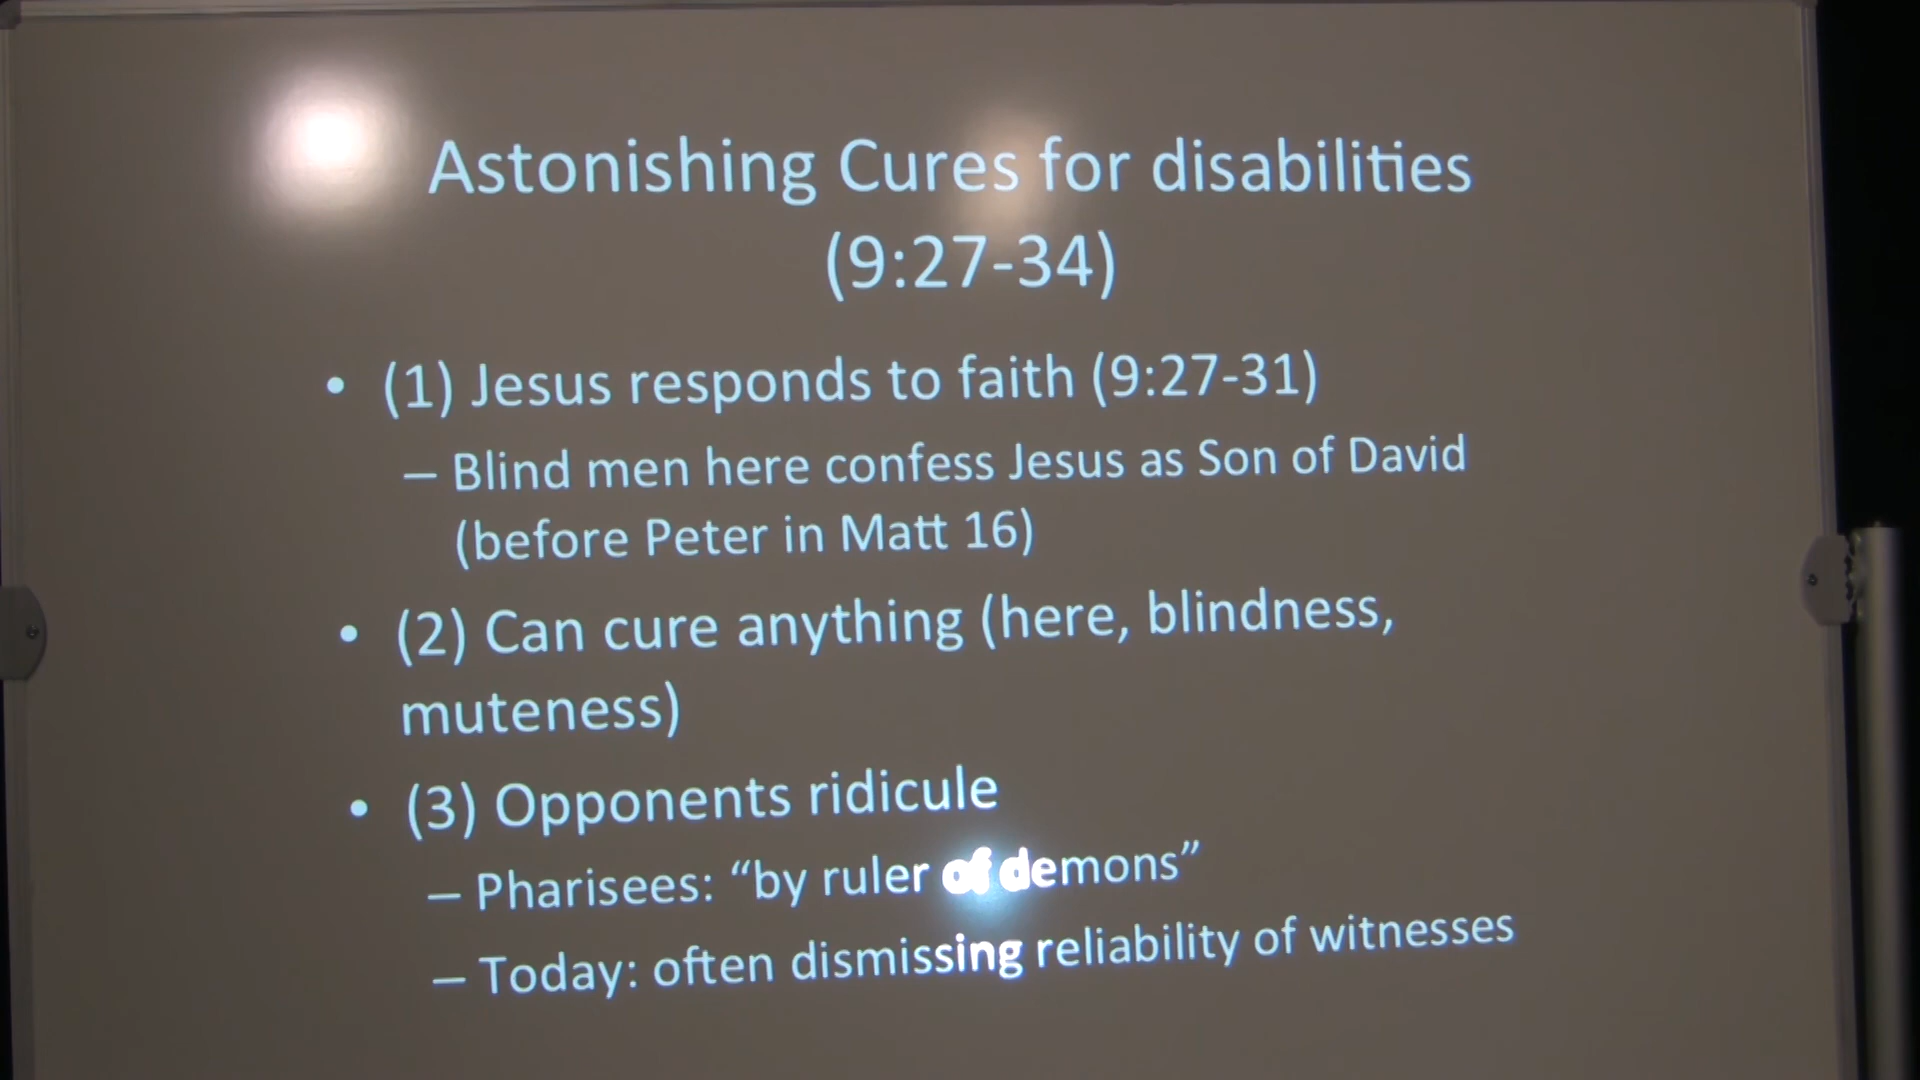 Astonishing Cures for disabilities
(9:27-34)
• (1) Jesus responds to faith (9:27-31)
– Blind men here confess Jesus as Son of David
(before Peter in Matt 16)
• (2) Can cure anything (here, blindness,
muteness)
• (3) Opponents ridicule
– Pharisees: “by ruler of demons”
– Today: often dismissing reliability of witnesses